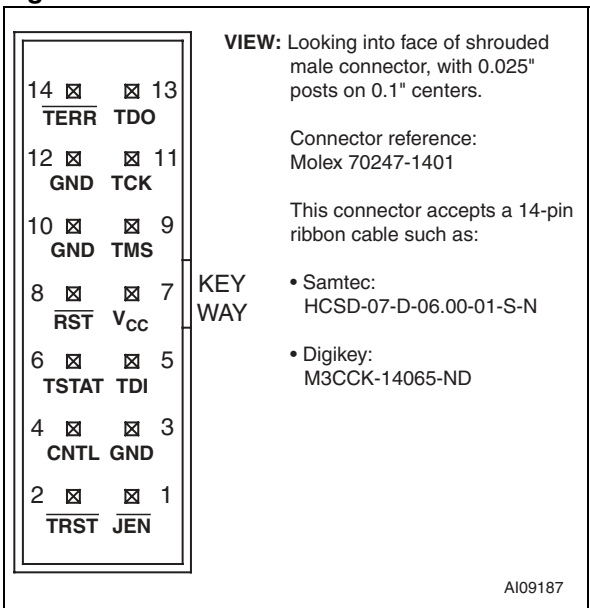 VIEW: Looking into face of shrouded
male connector, with 0.025"
posts on 0.1" centers.
Connector reference:
Molex 70247-1401
This connector accepts a 14-pin
ribbon cable such as:
• Samtec:
HCSD-07-D-06.00-01-S-N
• Digikey:
M3CCK-14065-ND
14 13
TERR TDO
12 11
GND TCK
10 9
GND TMS
8 7
RST VCC
6 5
TSTAT TDI
4 3
CNTL GND
2 1
TRST JEN
KEY
WAY
AI09187